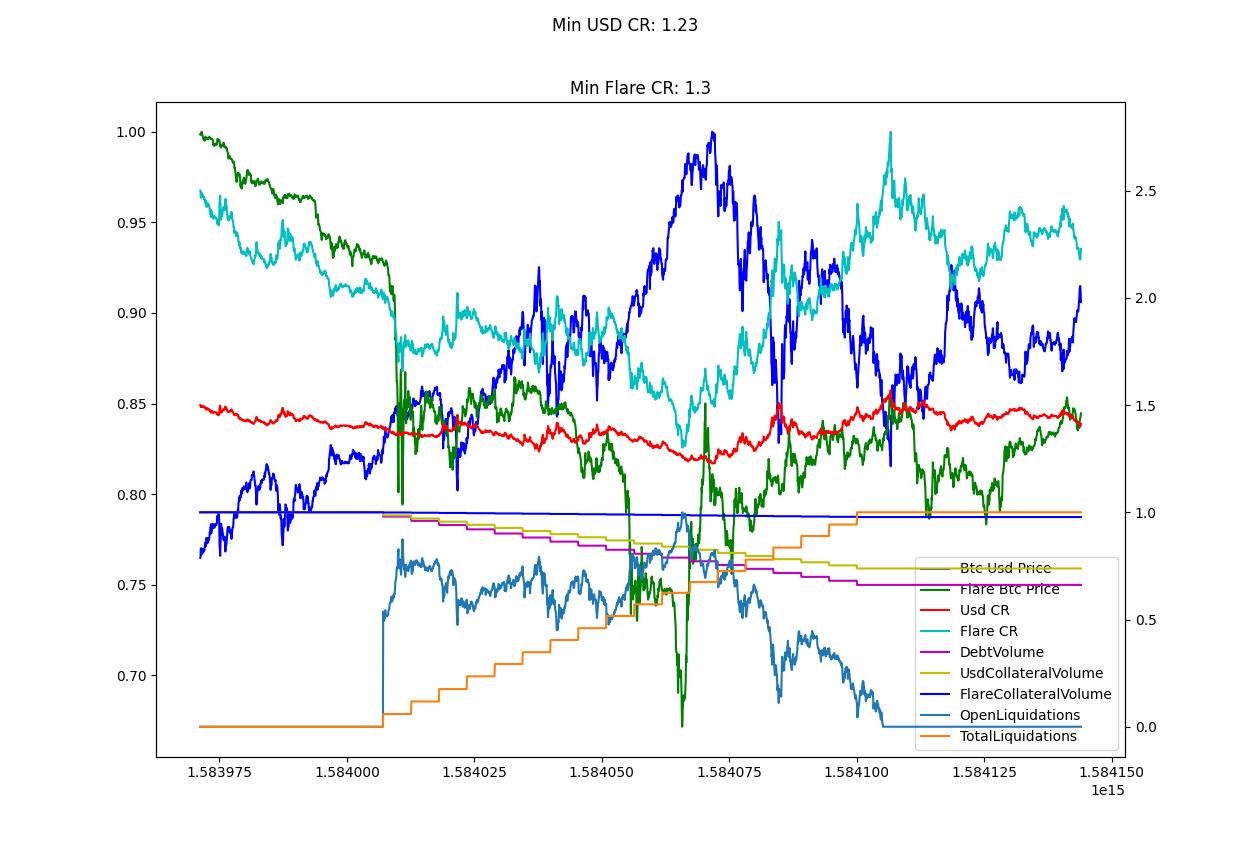 Min USD CR: 1.23
Min Flare CR: 1.3
1.00
0.95
0.90
0.85
0.80
0.75
0.70
2.5
2.0
1.5
1.0
0.5
0.0
Btc Usd Price
Flare Btc Price
Usd CR
Flare CR
DebtVolume
UsdCollateralVolume
FlareCollateralVolume
OpenLiquidations
TotalLiquidations
1.583975 1.584000 1.584025 1.584050 1.584075 1.584100 1.584125 1.584150
1e15